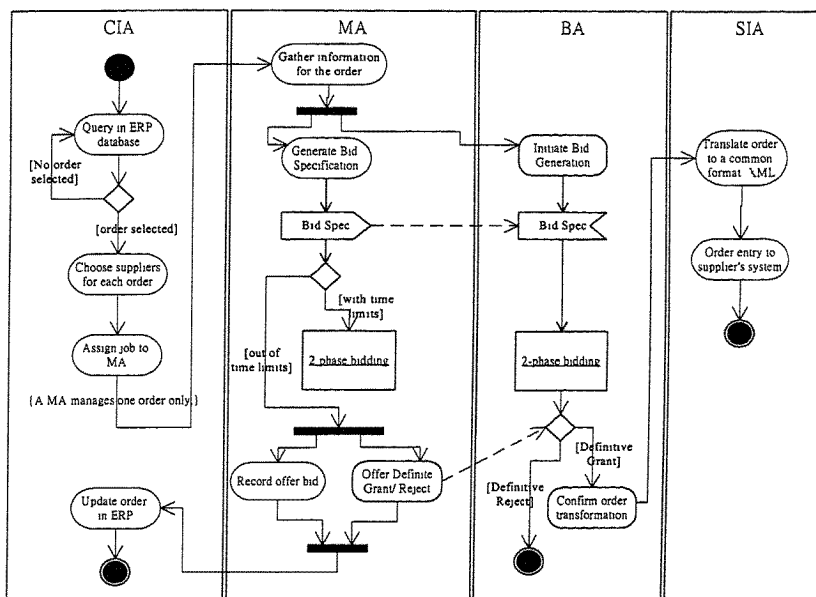 CIA
MA
BA
SIA
Gather information
for the order
Query in ERP
database
[No order
selected]
[order selected]
Choose suppliers
for each order
Assign job to
MA
{A MA manages one order only.}
Update order
in ERP
Generate Bid
Specification
Bid Spec
[with time
limits]
[out of
time limits]
2 phase bidding
Record offer bid
Offer Definite
Grant/ Reject
Initiate Bid
Generation
Bid Spec
2-phase bidding
[Definitive
Grant]
[Definitive
Reject]
Confirm order
transformation
Translate order
to a common
format XML
Order entry to
supplier's system